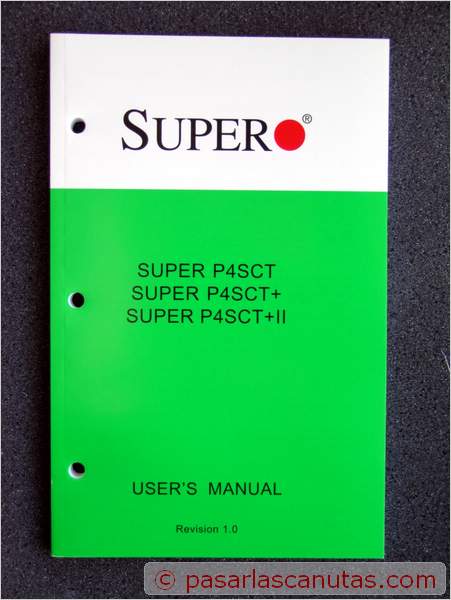 SUPER®
SUPER P4SCT
SUPER P4SCT+
SUPER P4SCT+II
USER'S MANUAL
Revision 1.0
© pasarlascanutas.com